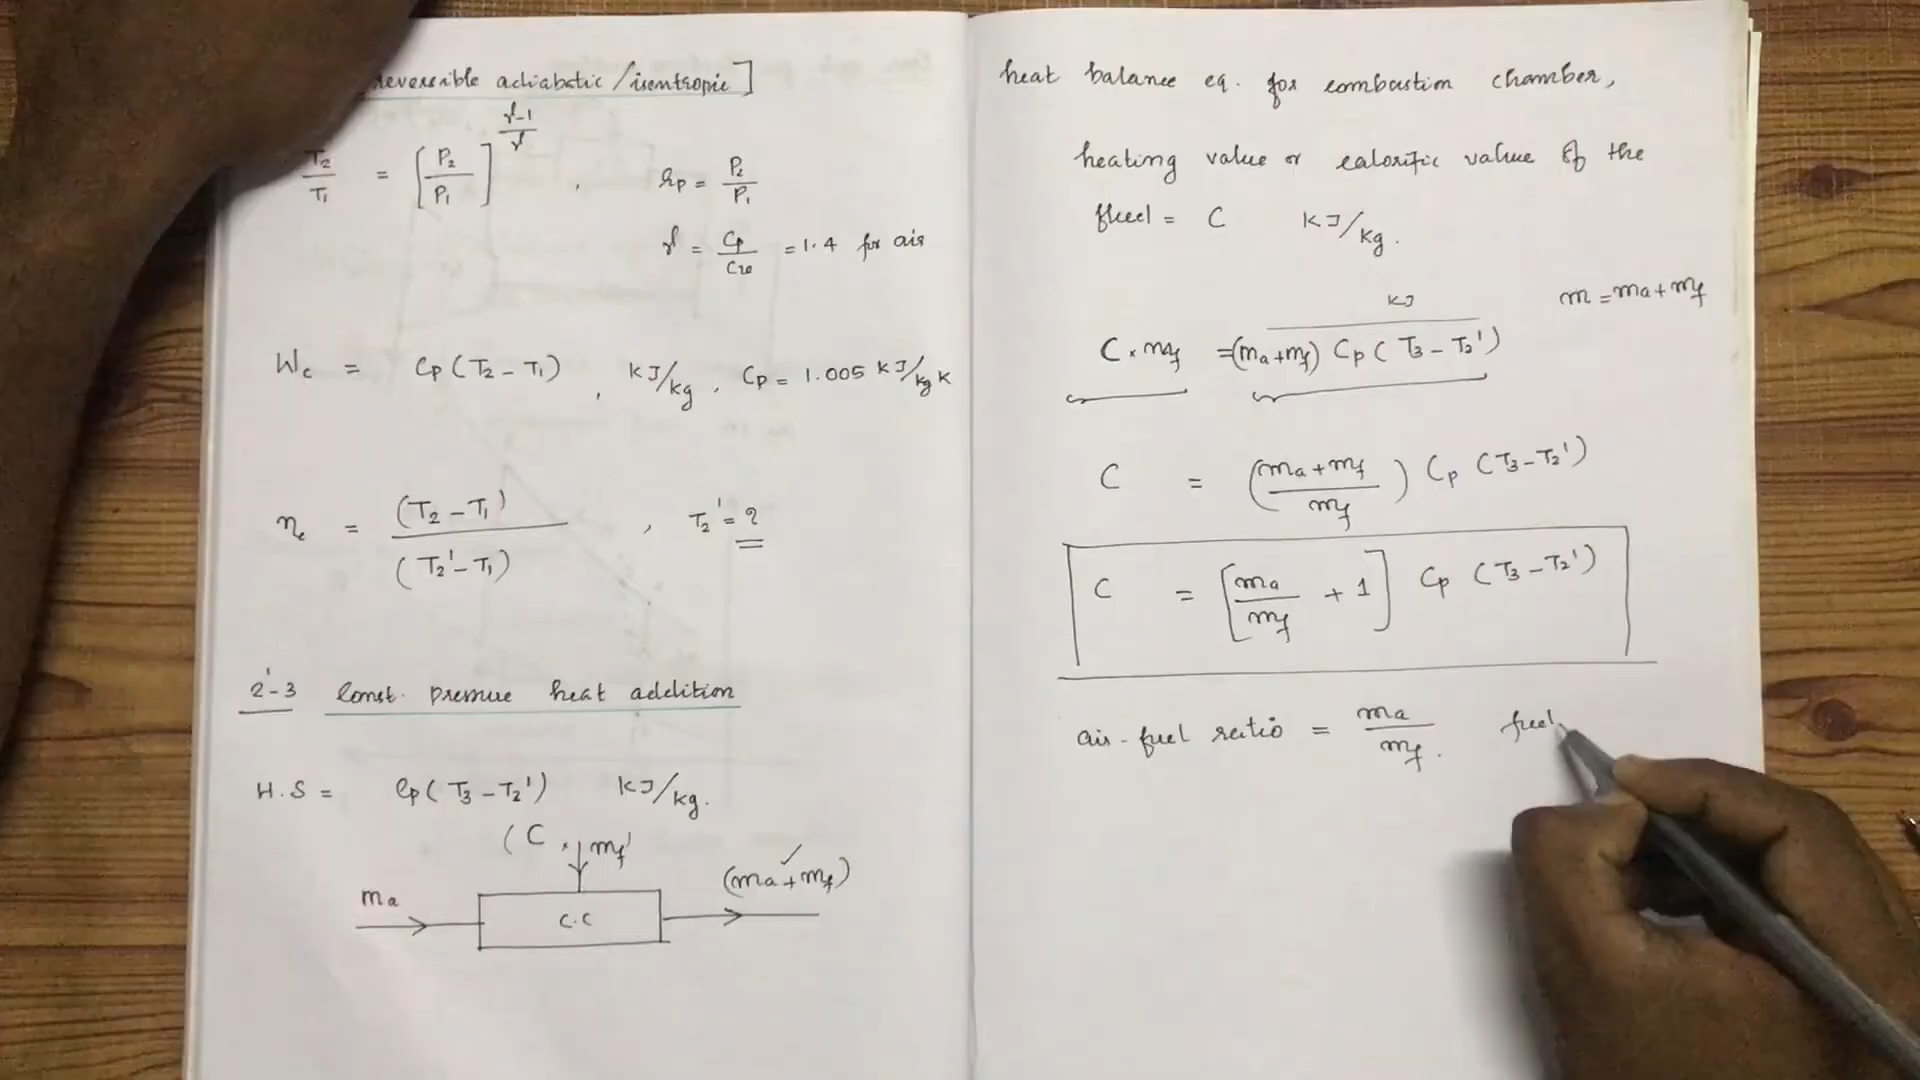 reversible adiabatic/isentropic]
T2/T1 = [P2/P1]^(γ-1)/γ , rp = P2/P1
γ = Cp/Cv = 1.4 for air
Wc = Cp (T2 - T1) , KJ/kg , Cp = 1.005 KJ/kg K
ηc = (T2 - T1)/(T2' - T1) , T2' = ?
2'-3 Const. pressure heat addition
H.S = Cp (T3 - T2') KJ/kg.
(C × mf)
ma
(ma + mf)
C.C
heat balance eq. for combustion chamber,
heating value or calorific value of the
fuel = C KJ/kg.
KJ
m = ma + mf
C × mf = (ma + mf) Cp (T3 - T2')
C = ((ma + mf)/mf) Cp (T3 - T2')
C = [ma/mf + 1] Cp (T3 - T2')
air-fuel ratio = ma/mf. fuel